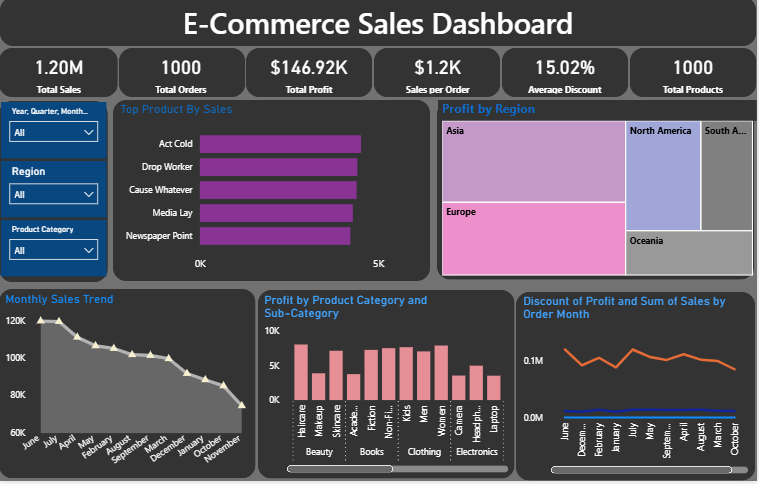 E-Commerce Sales Dashboard
1.20M
Total Sales
1000
Total Orders
$146.92K
Total Profit
$1.2K
Sales per Order
15.02%
Average Discount
1000
Total Products
Year, Quarter, Month...
All
Region
All
Product Category
All
Top Product By Sales
Act Cold
Drop Worker
Cause Whatever
Media Lay
Newspaper Point
0K
5K
Profit by Region
Asia
Europe
North America
South A...
Oceania
Monthly Sales Trend
120K
100K
80K
60K
June
July
April
May
February
August
September
March
December
January
October
November
Profit by Product Category and
Sub-Category
10K
5K
0K
Haircare
Makeup
Skincare
Acade...
Fiction
Non-Fi...
Kids
Men
Women
Camera
Headph...
Laptop
Beauty
Books
Clothing
Electronics
Discount of Profit and Sum of Sales by
Order Month
0.1M
0.0M
June
Decem...
February
January
July
May
Septem...
April
August
March
October